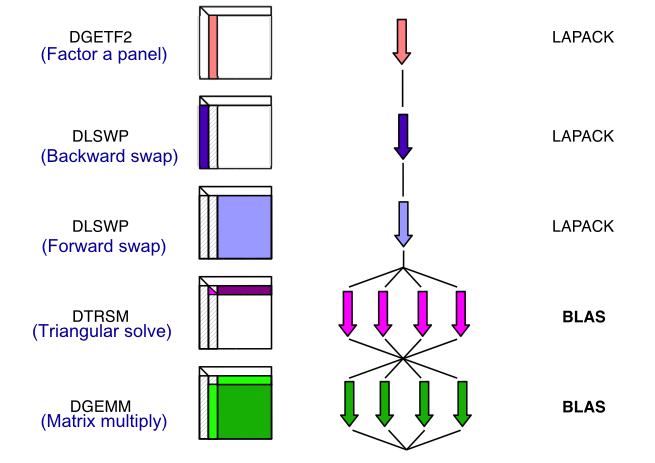 DGETF2
(Factor a panel)
LAPACK
DLSWP
(Backward swap)
LAPACK
DLSWP
(Forward swap)
LAPACK
DTRSM
(Triangular solve)
BLAS
DGEMM
(Matrix multiply)
BLAS